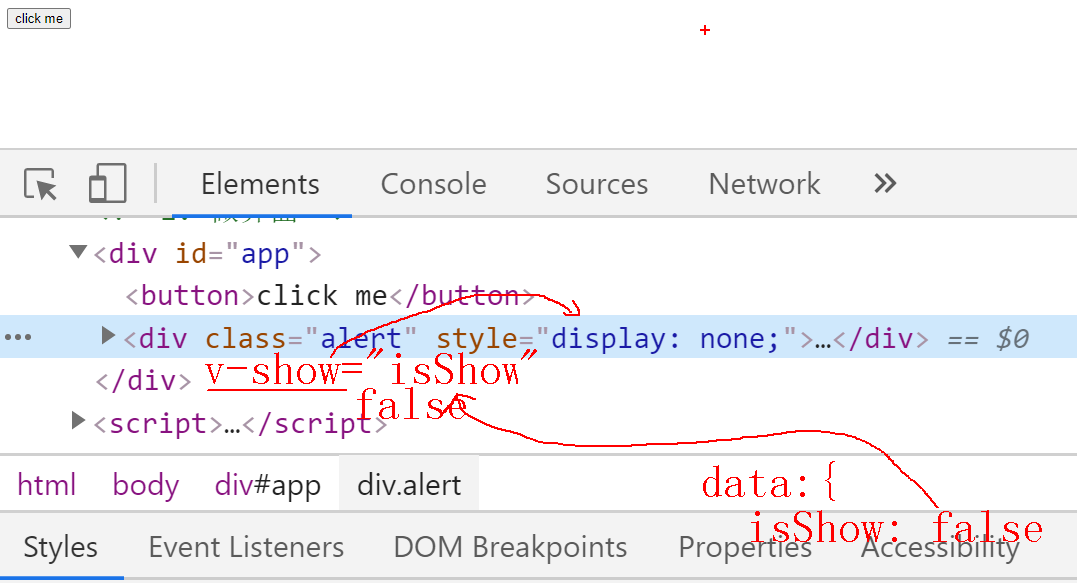 click me
Elements Console Sources Network
<div id="app">
<button>click me</button>
<div class="alert" style="display: none;">…</div> == $0
v-show="isShow"
</div>
false
<script>…</script>
html body div#app div.alert
data:{
isShow: false
Styles Event Listeners DOM Breakpoints Properties Accessibility